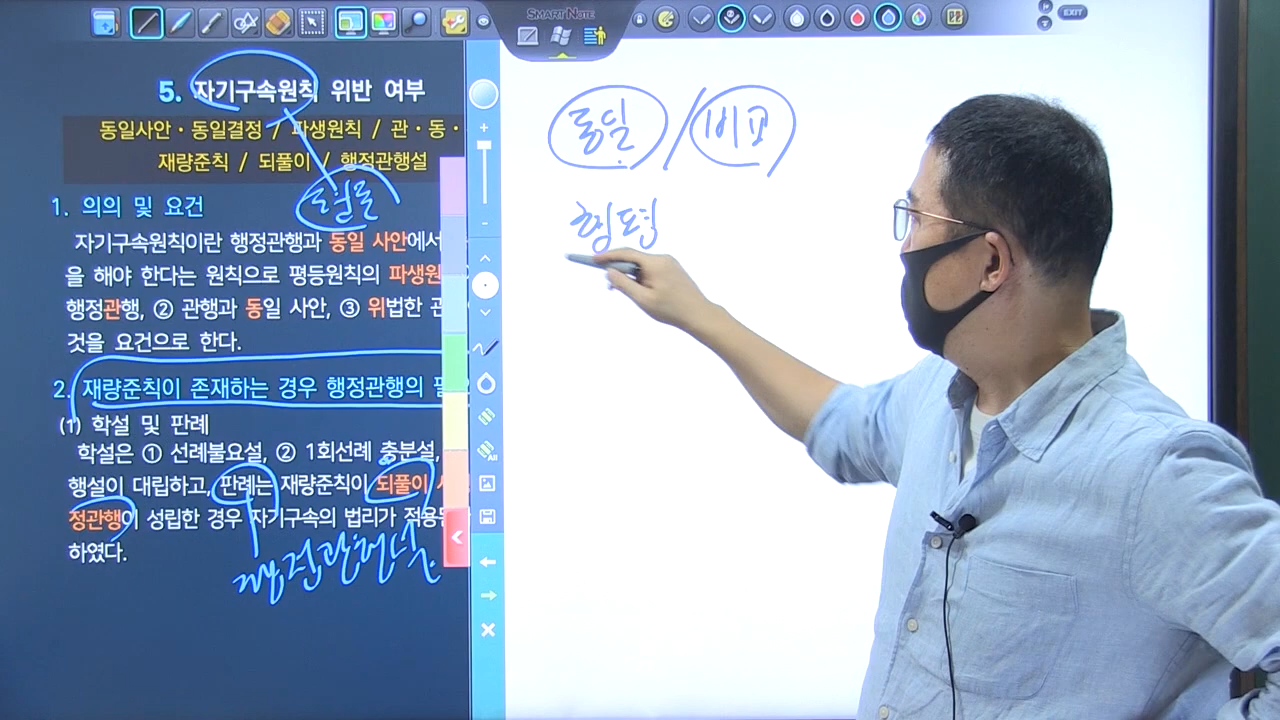 SMART NOTE
EXIT
5. 자기구속원칙 위반 여부
동일사안·동일결정 / 파생원칙 / 관·동·
재량준칙 / 되풀이 / 행정관행설
1. 의의 및 요건
자기구속원칙이란 행정관행과 동일 사안에서
을 해야 한다는 원칙으로 평등원칙의 파생원
행정관행, ② 관행과 동일 사안, ③ 위법한 관
것을 요건으로 한다.
2. 재량준칙이 존재하는 경우 행정관행의 필
(1) 학설 및 판례
학설은 ① 선례불요설, ② 1회선례 충분설,
행설이 대립하고, 판례는 재량준칙이 되풀이 시
정관행이 성립한 경우 자기구속의 법리가 적용
하였다.
행정관행설
All
동일 / 비교
형평